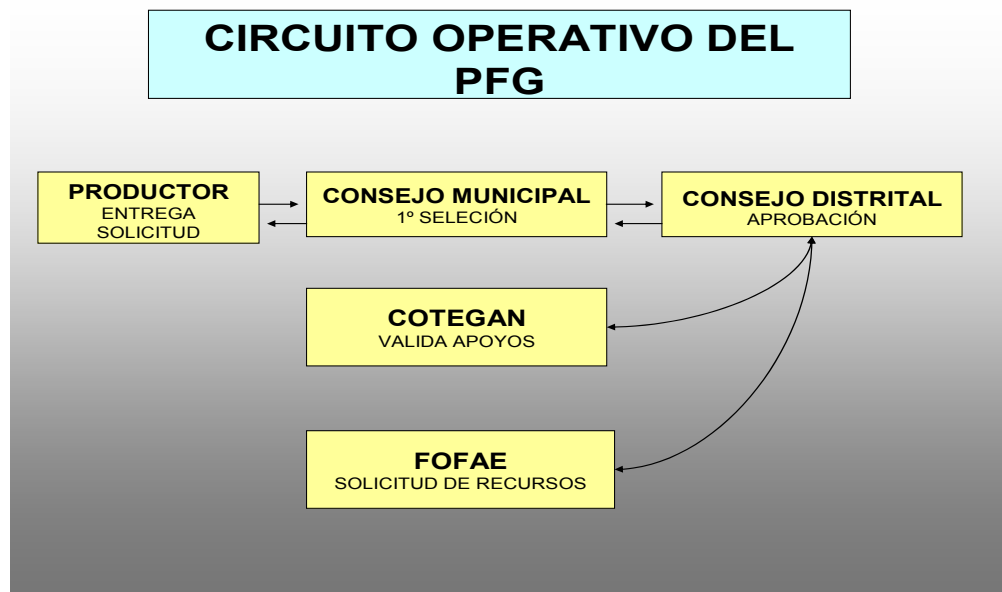 CIRCUITO OPERATIVO DEL
PFG
PRODUCTOR
ENTREGA
SOLICITUD
CONSEJO MUNICIPAL
1º SELECIÓN
CONSEJO DISTRITAL
APROBACIÓN
COTEGAN
VALIDA APOYOS
FOFAE
SOLICITUD DE RECURSOS